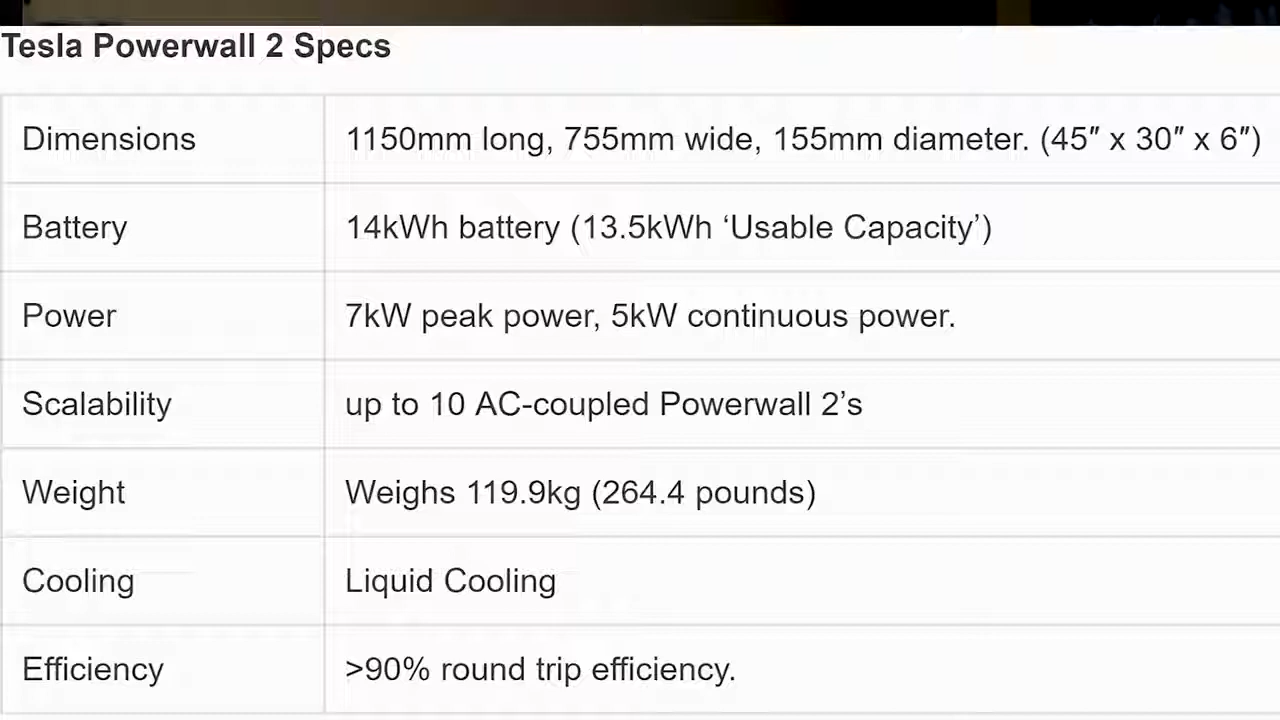 Tesla Powerwall 2 Specs
Dimensions 1150mm long, 755mm wide, 155mm diameter. (45″ x 30″ x 6″)
Battery 14kWh battery (13.5kWh ‘Usable Capacity’)
Power 7kW peak power, 5kW continuous power.
Scalability up to 10 AC-coupled Powerwall 2’s
Weight Weighs 119.9kg (264.4 pounds)
Cooling Liquid Cooling
Efficiency >90% round trip efficiency.